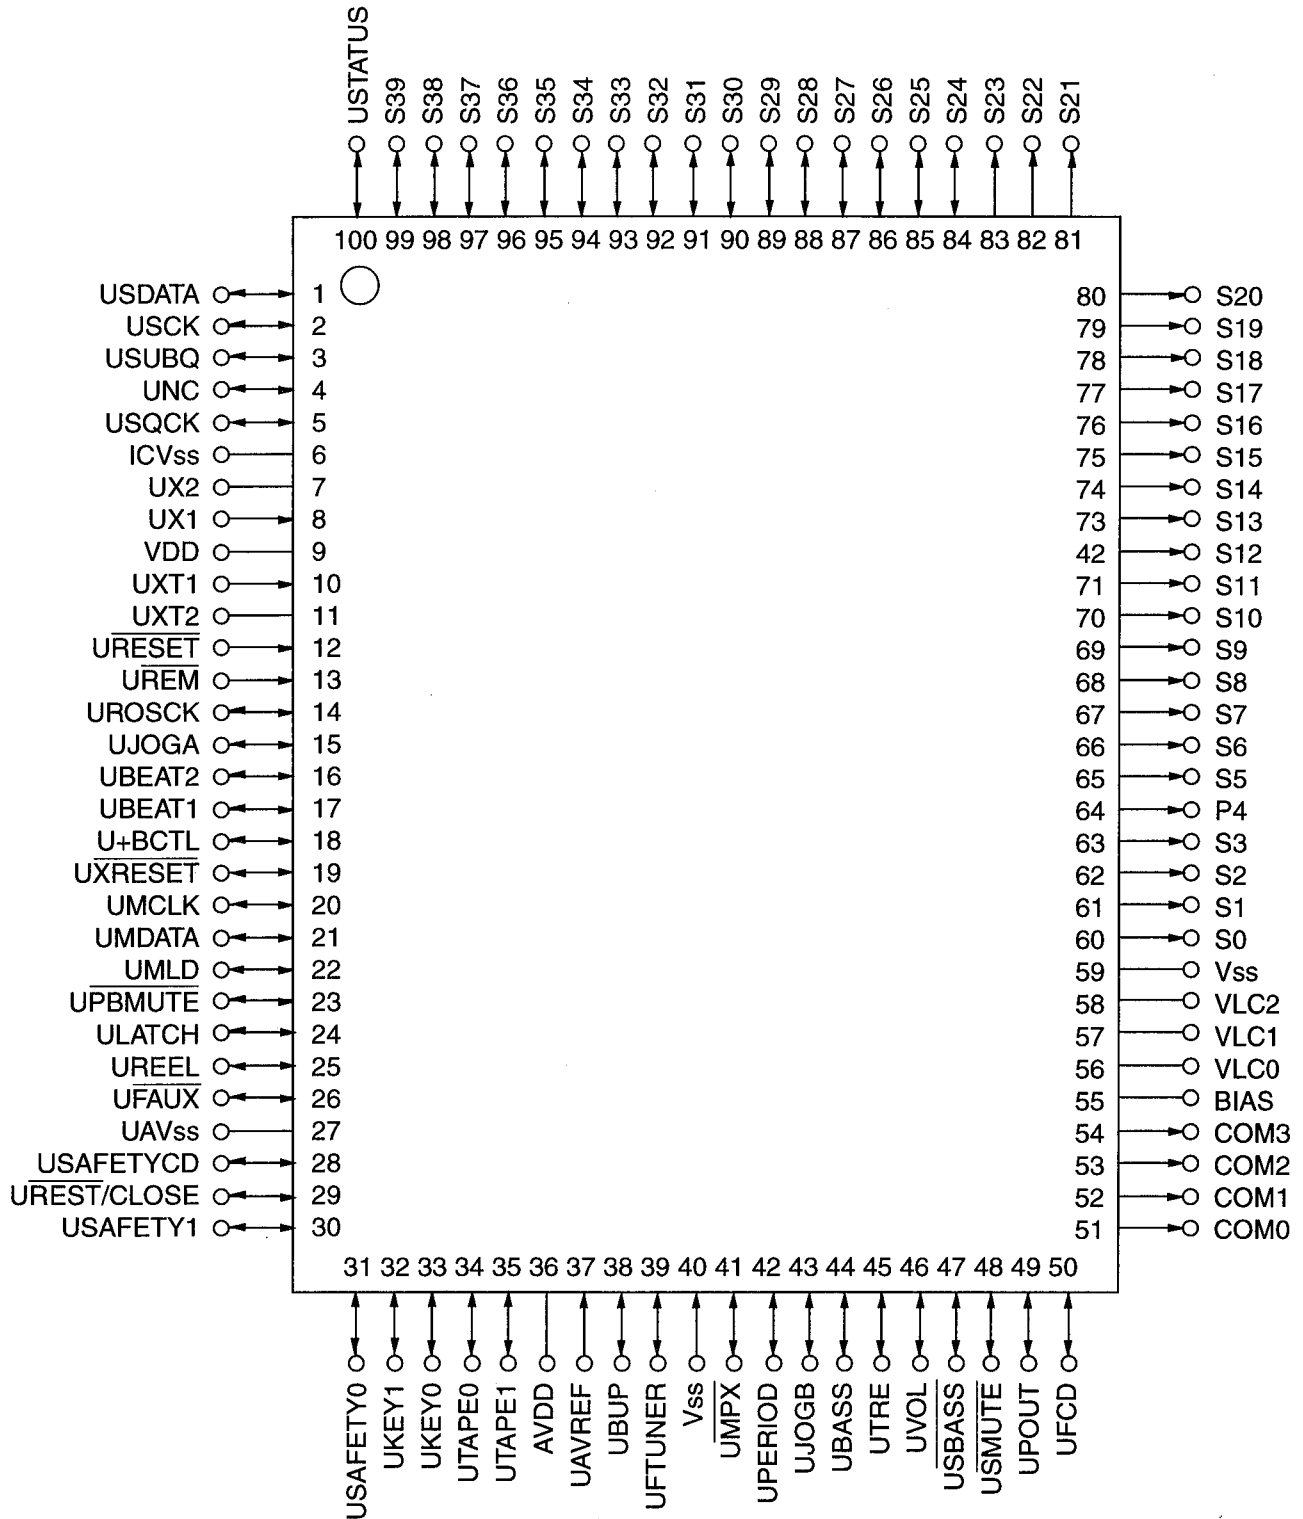 USTATUS S39 S38 S37 S36 S35 S34 S33 S32 S31 S30 S29 S28 S27 S26 S25 S24 S23 S22 S21
100 99 98 97 96 95 94 93 92 91 90 89 88 87 86 85 84 83 82 81
USDATA 1 80 S20
USCK 2 79 S19
USUBQ 3 78 S18
UNC 4 77 S17
USQCK 5 76 S16
ICVss 6 75 S15
UX2 7 74 S14
UX1 8 73 S13
VDD 9 42 S12
UXT1 10 71 S11
UXT2 11 70 S10
URESET 12 69 S9
UREM 13 68 S8
UROSCK 14 67 S7
UJOGA 15 66 S6
UBEAT2 16 65 S5
UBEAT1 17 64 P4
U+BCTL 18 63 S3
UXRESET 19 62 S2
UMCLK 20 61 S1
UMDATA 21 60 S0
UMLD 22 59 Vss
UPBMUTE 23 58 VLC2
ULATCH 24 57 VLC1
UREEL 25 56 VLC0
UFAUX 26 55 BIAS
UAVss 27 54 COM3
USAFETYCD 28 53 COM2
UREST/CLOSE 29 52 COM1
USAFETY1 30 51 COM0
31 32 33 34 35 36 37 38 39 40 41 42 43 44 45 46 47 48 49 50
USAFETY0 UKEY1 UKEY0 UTAPE0 UTAPE1 AVDD UAVREF UBUP UFTUNER Vss UMPX UPERIOD UJOGB UBASS UTRE UVOL USBASS USMUTE UPOUT UFCD